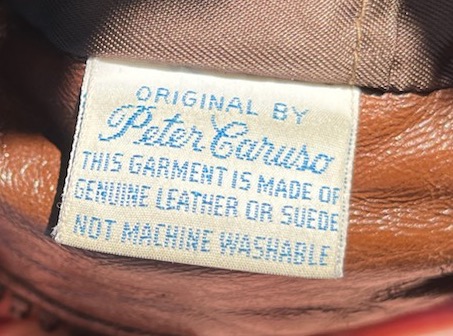 ORIGINAL BY
Peter Caruso
THIS GARMENT IS MADE OF
GENUINE LEATHER OR SUEDE
NOT MACHINE WASHABLE